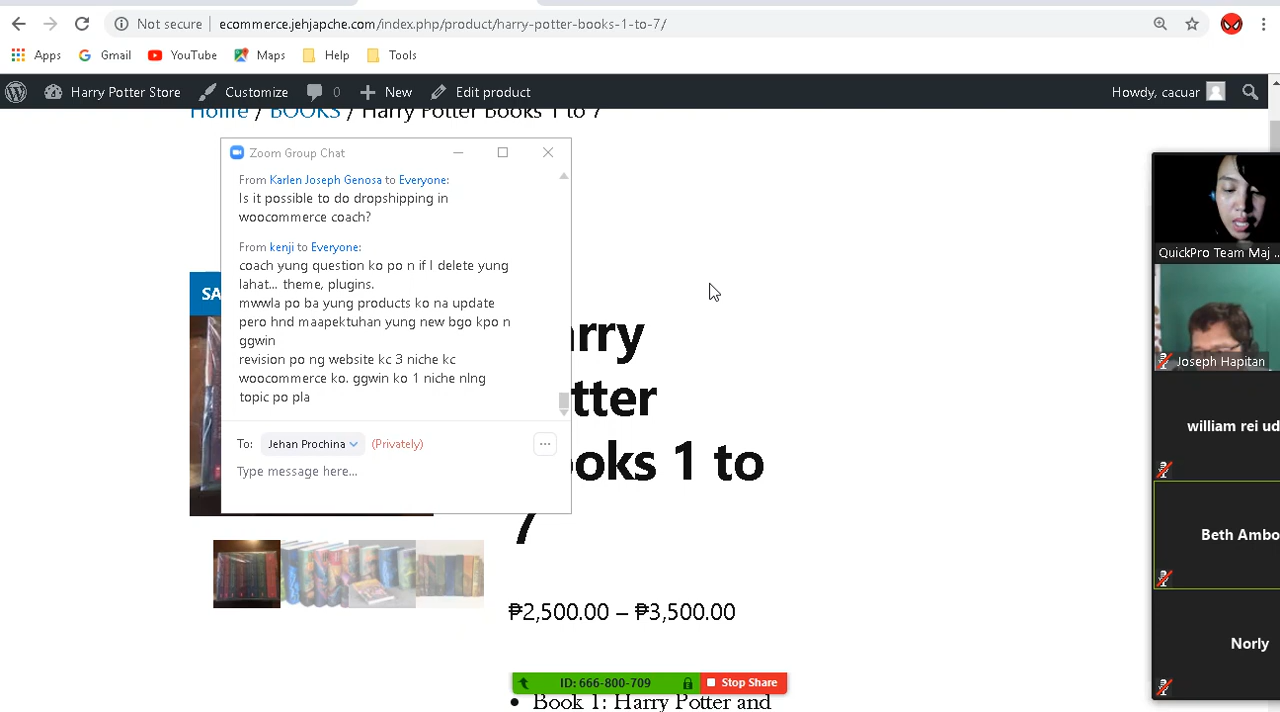 Not secure
ecommerce.jehjapche.com/index.php/product/harry-potter-books-1-to-7/
Apps
Gmail
YouTube
Maps
Help
Tools
Harry Potter Store
Customize
0
New
Edit product
Howdy, cacuar
Home / BOOKS / Harry Potter Books 1 to 7
Zoom Group Chat
From Karlen Joseph Genosa to Everyone:
Is it possible to do dropshipping in
woocommerce coach?
From kenji to Everyone:
coach yung question ko po n if I delete yung
lahat... theme, plugins.
mwwla po ba yung products ko na update
pero hnd maapektuhan yung new bgo kpo n
ggwin
revision po ng website kc 3 niche kc
woocommerce ko. ggwin ko 1 niche nlng
topic po pla
To: Jehan Prochina (Privately)
...
Type message here...
SA
arry
tter
ooks 1 to
7
₱2,500.00 – ₱3,500.00
• Book 1: Harry Potter and
ID: 666-800-709
Stop Share
QuickPro Team Maj ...
Joseph Hapitan
william rei ud
Beth Ambo
Norly